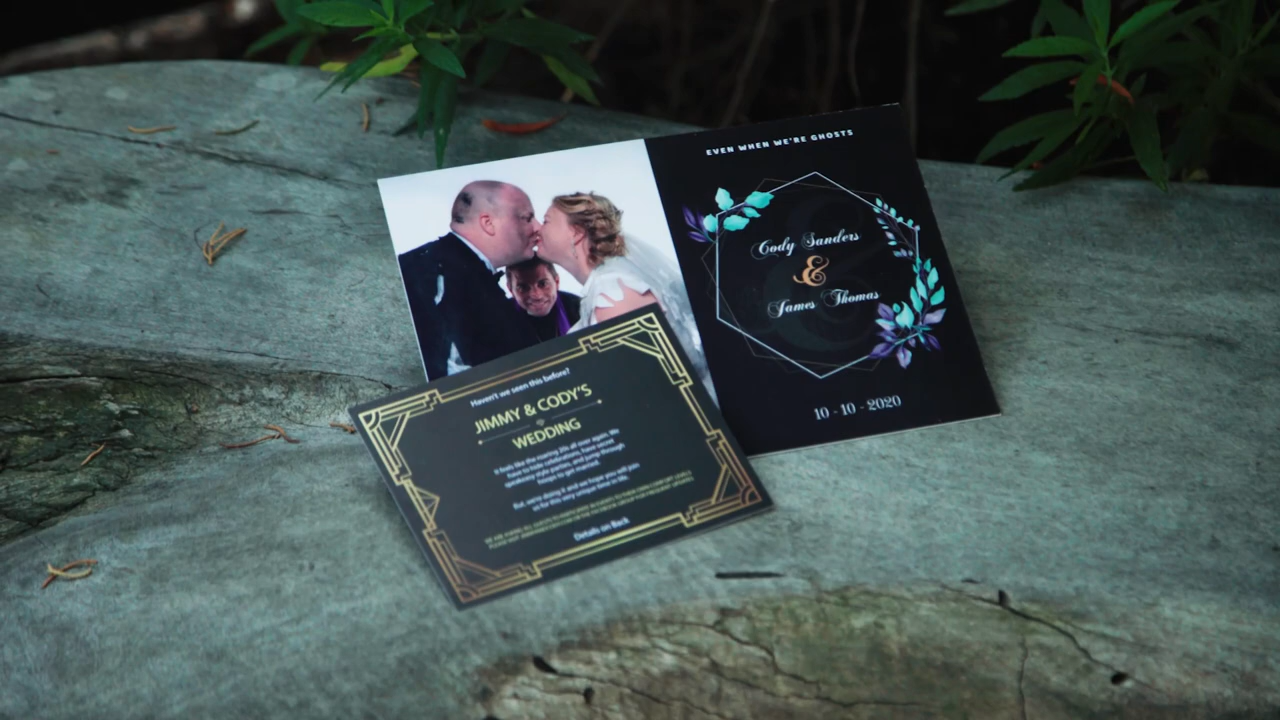 EVEN WHEN WE'RE GHOSTS
Cody Sanders
&
James Thomas
10 - 10 - 2020
Haven't we seen this before?
JIMMY & CODY'S
WEDDING
It feels like the roaring 20s all over again. We
have to hide celebrations, have secret
speakeasy style parties, and jump through
hoops to get married.
But, we're doing it and we hope you will join
us for this very unique time in life.
Details on Back